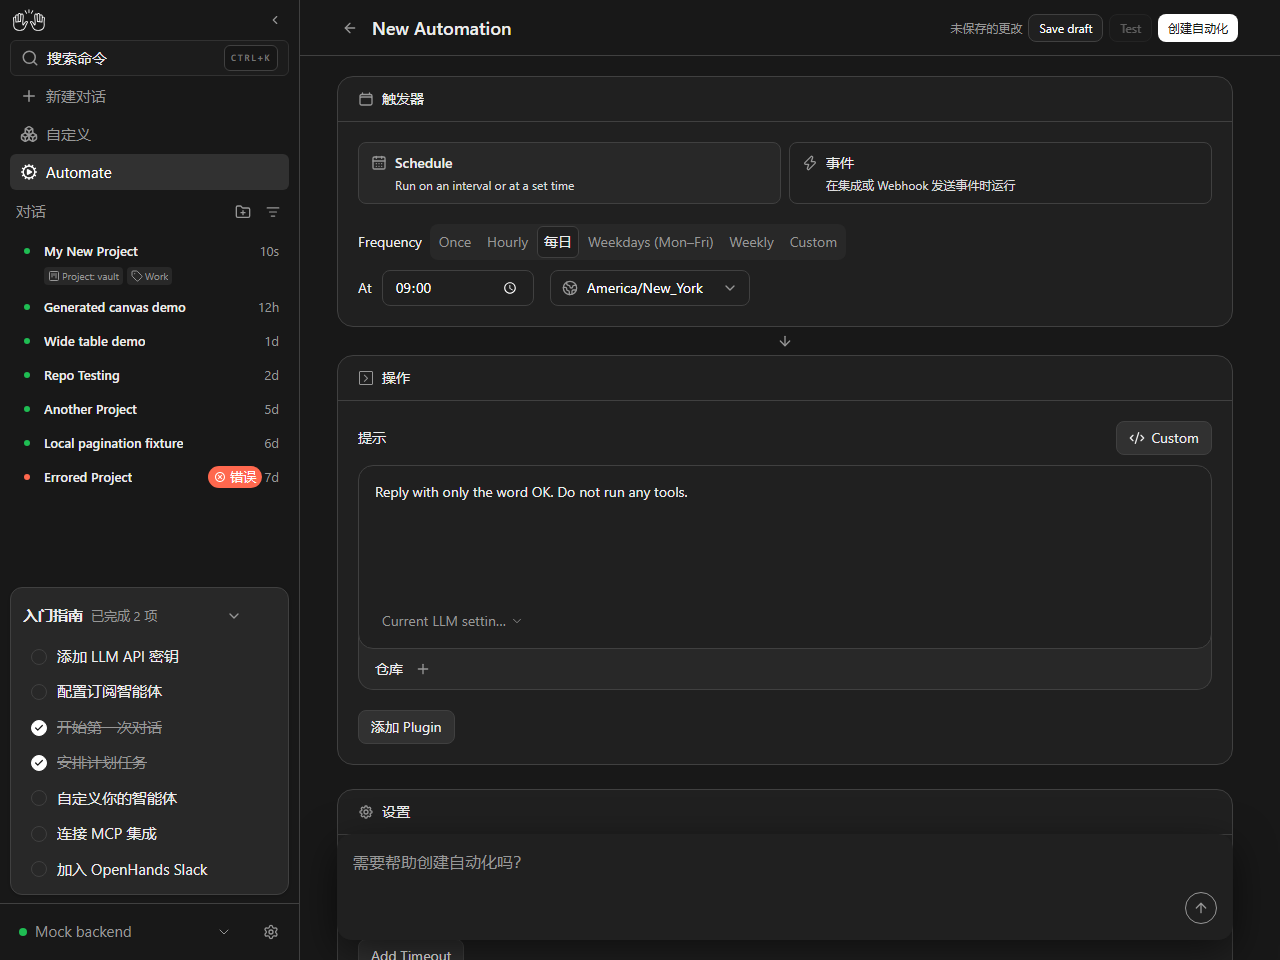 搜索命令
CTRL+K
新建对话
自定义
Automate
对话
My New Project
10s
Project: vault
Work
Generated canvas demo
12h
Wide table demo
1d
Repo Testing
2d
Another Project
5d
Local pagination fixture
6d
Errored Project
错误
7d
入门指南
已完成 2 项
添加 LLM API 密钥
配置订阅智能体
开始第一次对话
安排计划任务
自定义你的智能体
连接 MCP 集成
加入 OpenHands Slack
Mock backend
New Automation
未保存的更改
Save draft
Test
创建自动化
触发器
Schedule
Run on an interval or at a set time
事件
在集成或 Webhook 发送事件时运行
Frequency
Once
Hourly
每日
Weekdays (Mon–Fri)
Weekly
Custom
At
09:00
America/New_York
操作
提示
Custom
Reply with only the word OK. Do not run any tools.
Current LLM settin...
仓库
添加 Plugin
设置
需要帮助创建自动化吗?
Add Timeout